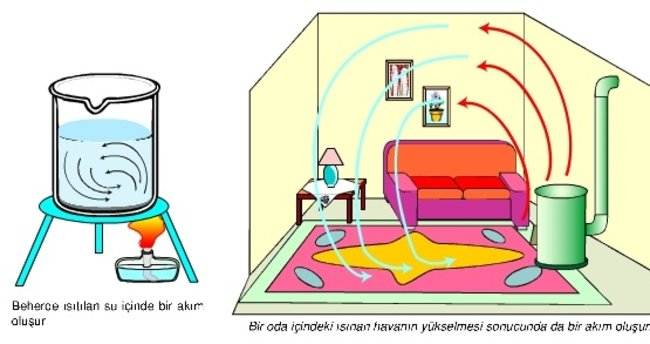 Beherde ısıtılan su içinde bir akım
oluşur
Bir oda içindeki ısınan havanın yükselmesi sonucunda da bir akım oluşur.